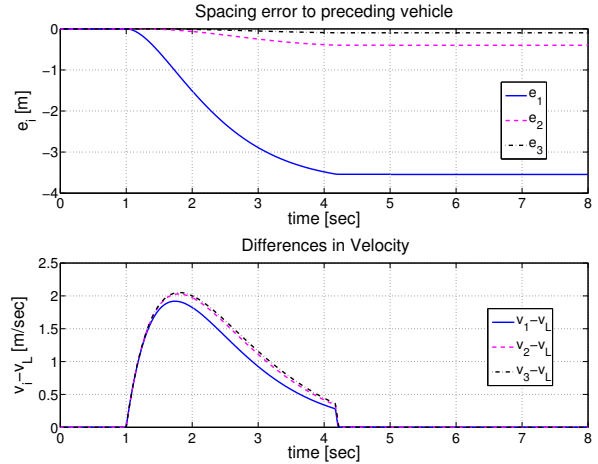 Spacing error to preceding vehicle
0
−1
−2
−3
−4
e_i [m]
e_1
e_2
e_3
0 1 2 3 4 5 6 7 8
time [sec]
Differences in Velocity
2.5
2
1.5
1
0.5
0
v_i−v_L [m/sec]
v_1−v_L
v_2−v_L
v_3−v_L
0 1 2 3 4 5 6 7 8
time [sec]